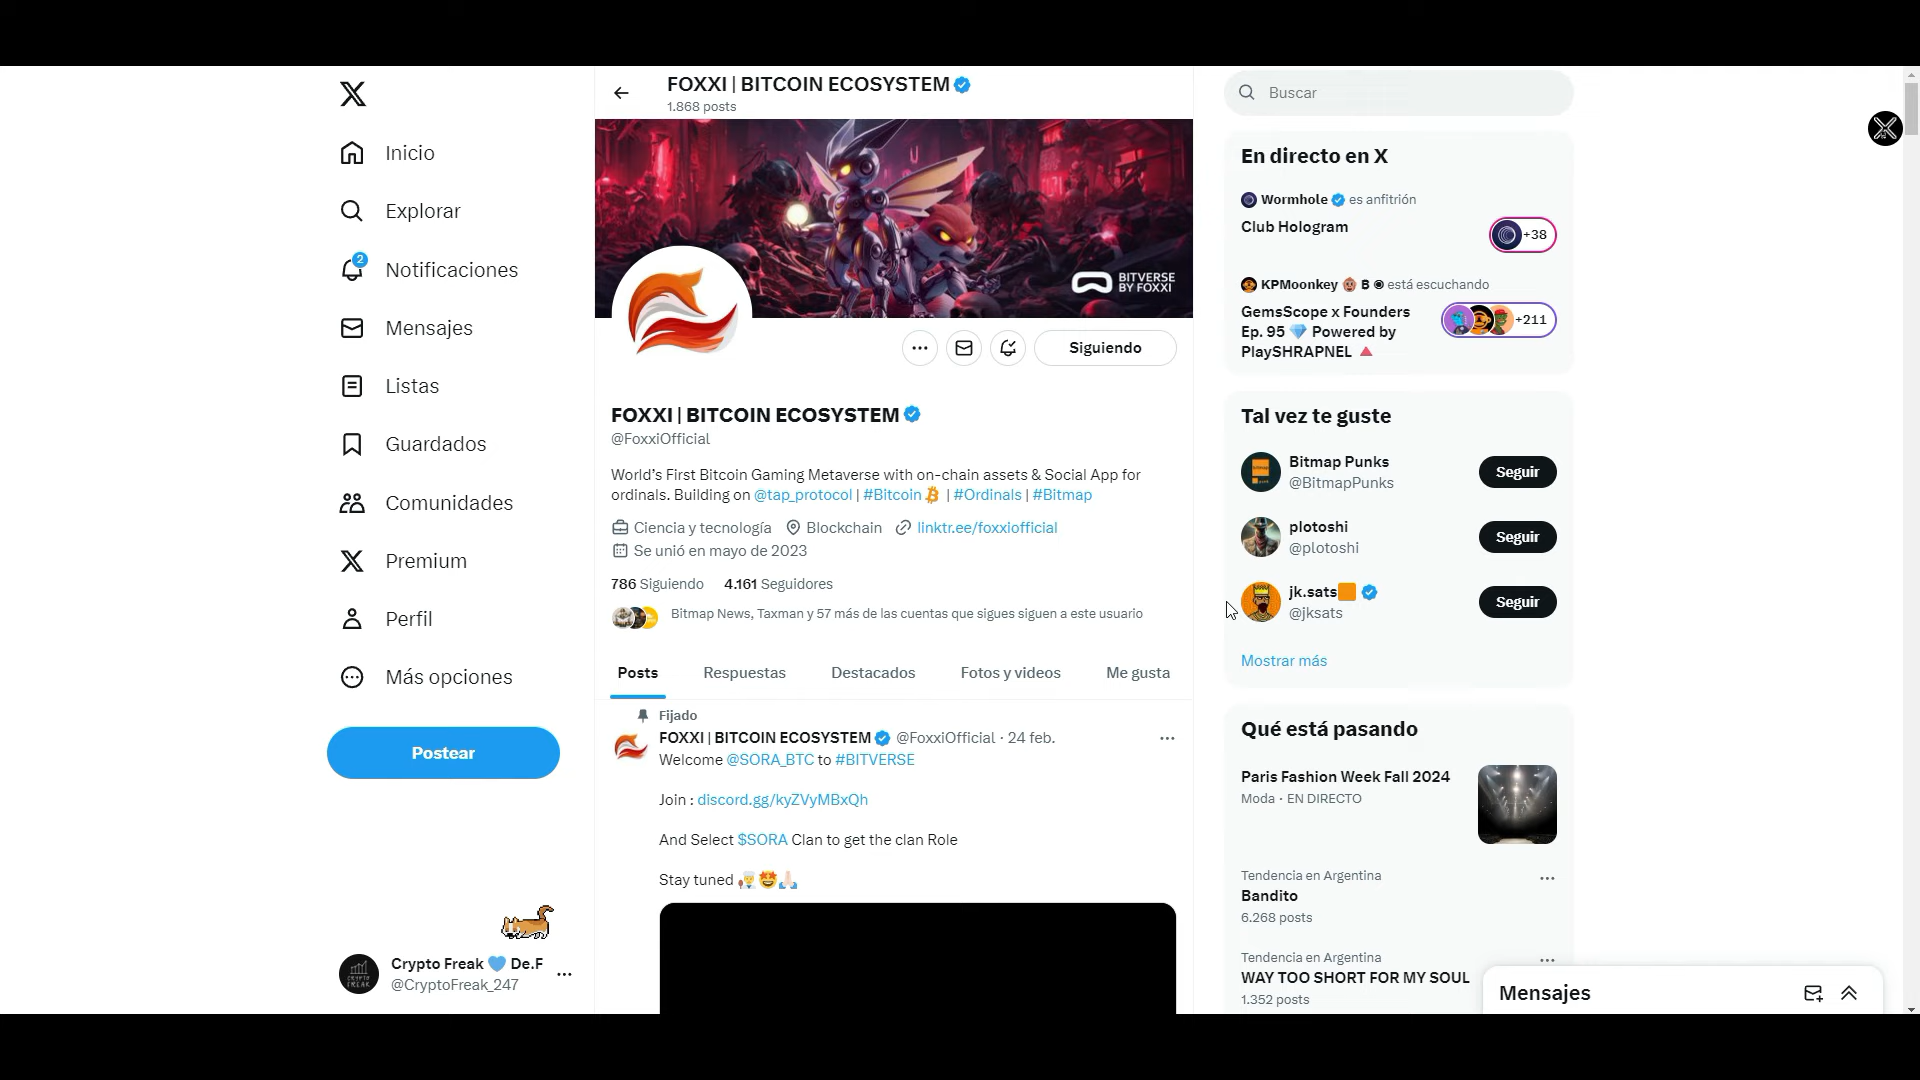 FOXXI | BITCOIN ECOSYSTEM
1.868 posts
Inicio
Explorar
2
Notificaciones
Mensajes
Listas
Guardados
Comunidades
Premium
Perfil
Más opciones
Postear
Crypto Freak 💙 De.F
@CryptoFreak_247
BITVERSE
BY FOXXI
Siguiendo
FOXXI | BITCOIN ECOSYSTEM
@FoxxiOfficial
World’s First Bitcoin Gaming Metaverse with on-chain assets & Social App for
ordinals. Building on @tap_protocol | #Bitcoin | #Ordinals | #Bitmap
Ciencia y tecnología Blockchain linktr.ee/foxxiofficial
Se unió en mayo de 2023
786 Siguiendo 4.161 Seguidores
Bitmap News, Taxman y 57 más de las cuentas que sigues siguen a este usuario
Posts Respuestas Destacados Fotos y videos Me gusta
Fijado
FOXXI | BITCOIN ECOSYSTEM @FoxxiOfficial · 24 feb.
Welcome @SORA_BTC to #BITVERSE
Join : discord.gg/kyZVyMBxQh
And Select $SORA Clan to get the clan Role
Stay tuned 👨‍🍳🤩🙏🏻
Buscar
En directo en X
Wormhole es anfitrión
Club Hologram
+38
KPMoonkey 🐵 B ◉ está escuchando
GemsScope x Founders
Ep. 95 💎 Powered by
PlaySHRAPNEL 🔺
+211
Tal vez te guste
Bitmap Punks
@BitmapPunks
Seguir
plotoshi
@plotoshi
Seguir
jk.sats🟧
@jksats
Seguir
Mostrar más
Qué está pasando
Paris Fashion Week Fall 2024
Moda · EN DIRECTO
Tendencia en Argentina
Bandito
6.268 posts
Tendencia en Argentina
WAY TOO SHORT FOR MY SOUL
1.352 posts
Mensajes